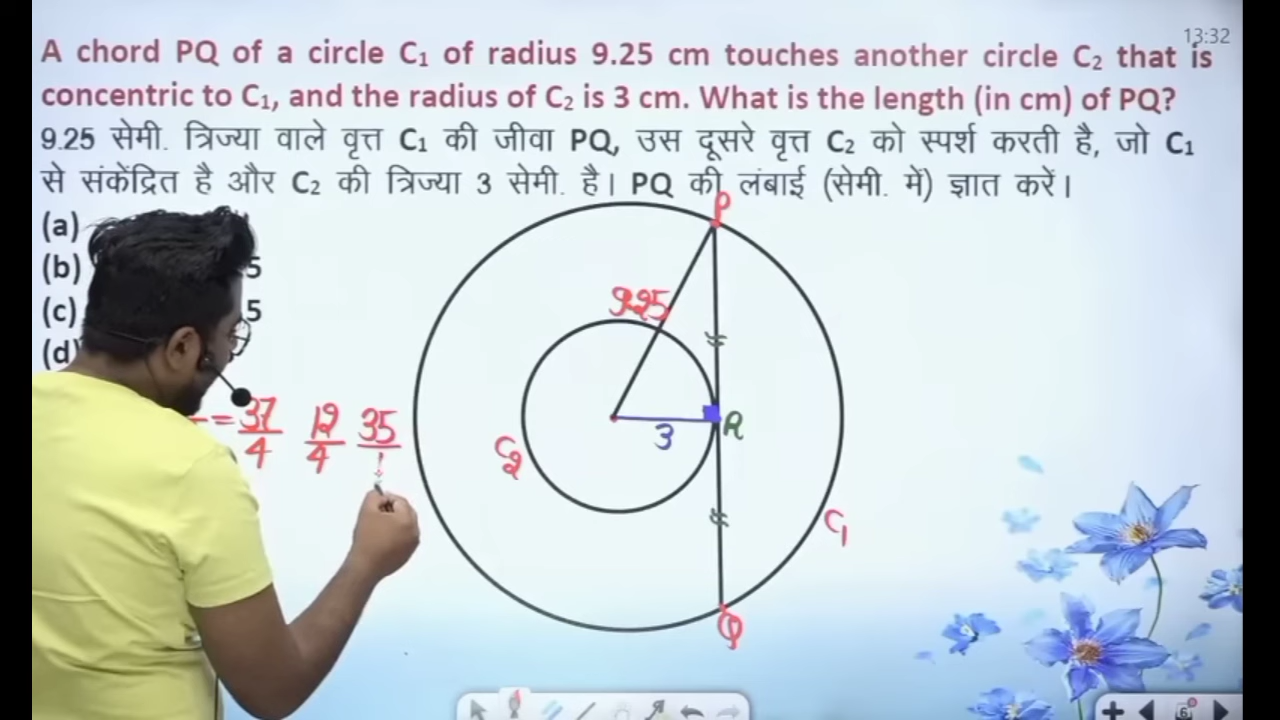 13:32
A chord PQ of a circle C₁ of radius 9.25 cm touches another circle C₂ that is
concentric to C₁, and the radius of C₂ is 3 cm. What is the length (in cm) of PQ?
9.25 सेमी. त्रिज्या वाले वृत्त C₁ की जीवा PQ, उस दूसरे वृत्त C₂ को स्पर्श करती है, जो C₁
से संकेंद्रित है और C₂ की त्रिज्या 3 सेमी. है। PQ की लंबाई (सेमी. में) ज्ञात करें।
(a)
(b) 5
(c) .5
(d)
P
9.25
= 37/4 12/4 35
3 R
C₂
C₁
Q
6